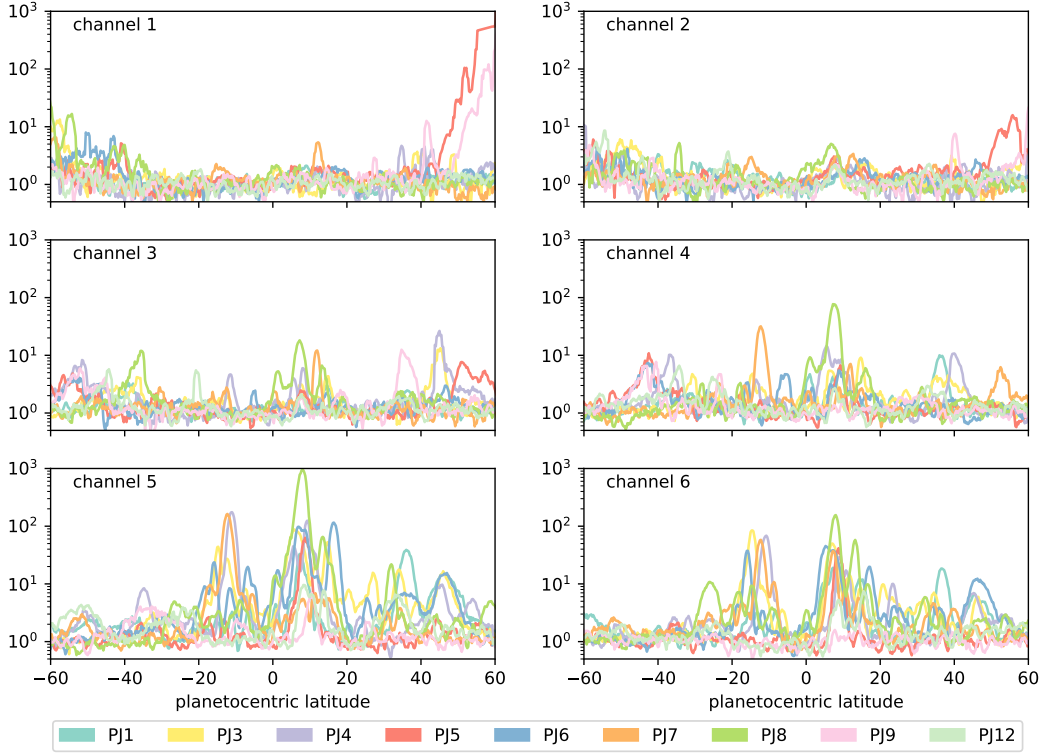 channel 1
10³
10²
10¹
10⁰
channel 2
10³
10²
10¹
10⁰
channel 3
10³
10²
10¹
10⁰
channel 4
10³
10²
10¹
10⁰
channel 5
10³
10²
10¹
10⁰
−60 −40 −20 0 20 40 60
planetocentric latitude
channel 6
10³
10²
10¹
10⁰
−60 −40 −20 0 20 40 60
planetocentric latitude
PJ1 PJ3 PJ4 PJ5 PJ6 PJ7 PJ8 PJ9 PJ12